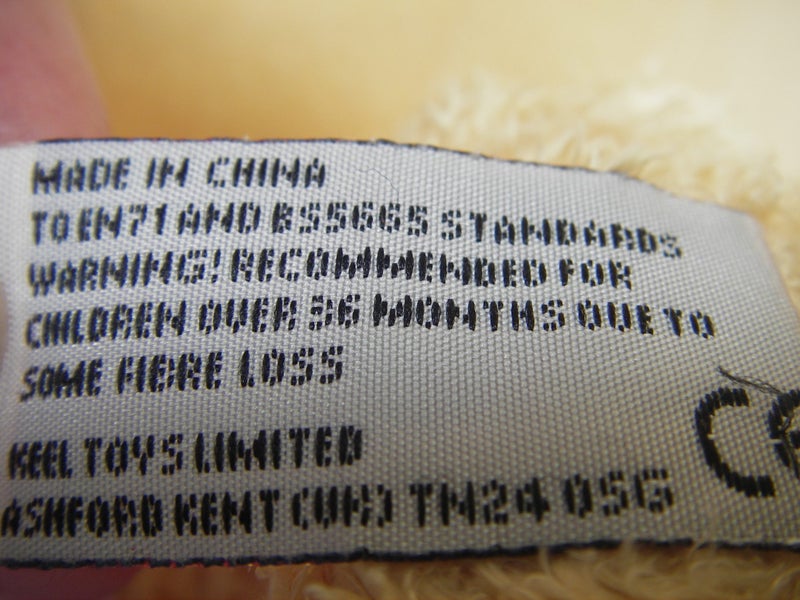 MADE IN CHINA
TO EN71 AND BS5665 STANDARDS
WARNING! RECOMMENDED FOR
CHILDREN OVER 36 MONTHS DUE TO
SOME FIBRE LOSS
KEEL TOYS LIMITED
ASHFORD KENT (UK) TN24 0SG
CE